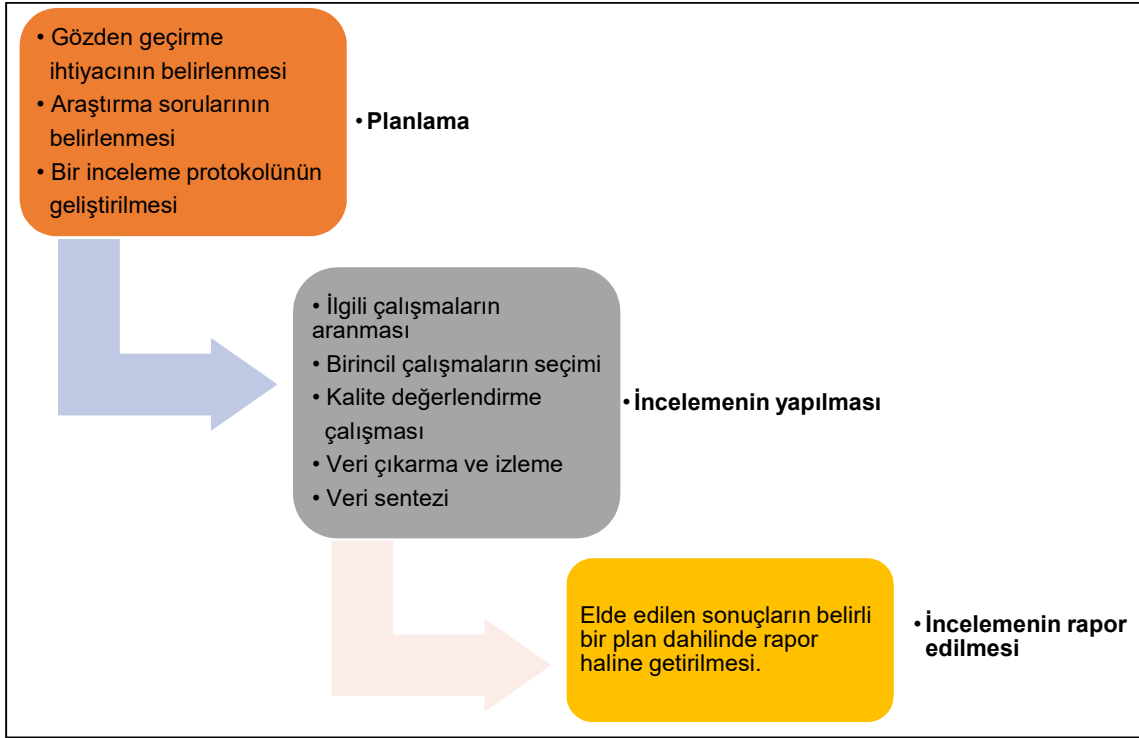 • Gözden geçirme
ihtiyacının belirlenmesi
• Araştırma sorularının
belirlenmesi
• Bir inceleme protokolünün
geliştirilmesi
• Planlama
• İlgili çalışmaların
aranması
• Birincil çalışmaların seçimi
• Kalite değerlendirme
çalışması
• Veri çıkarma ve izleme
• Veri sentezi
• İncelemenin yapılması
Elde edilen sonuçların belirli
bir plan dahilinde rapor
haline getirilmesi.
• İncelemenin rapor
edilmesi